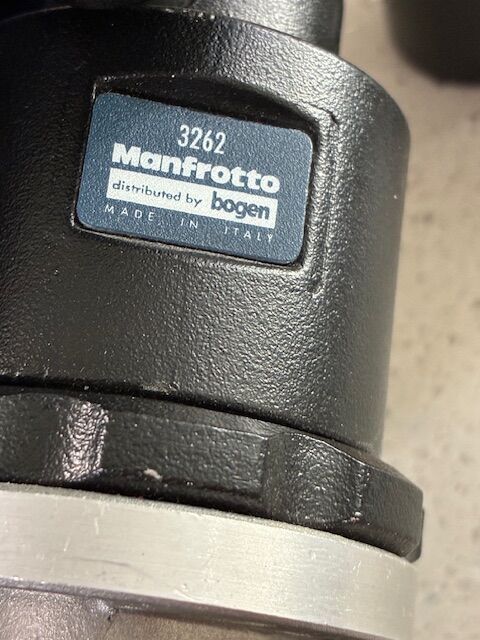 3262
Manfrotto
distributed by bogen
MADE IN ITALY